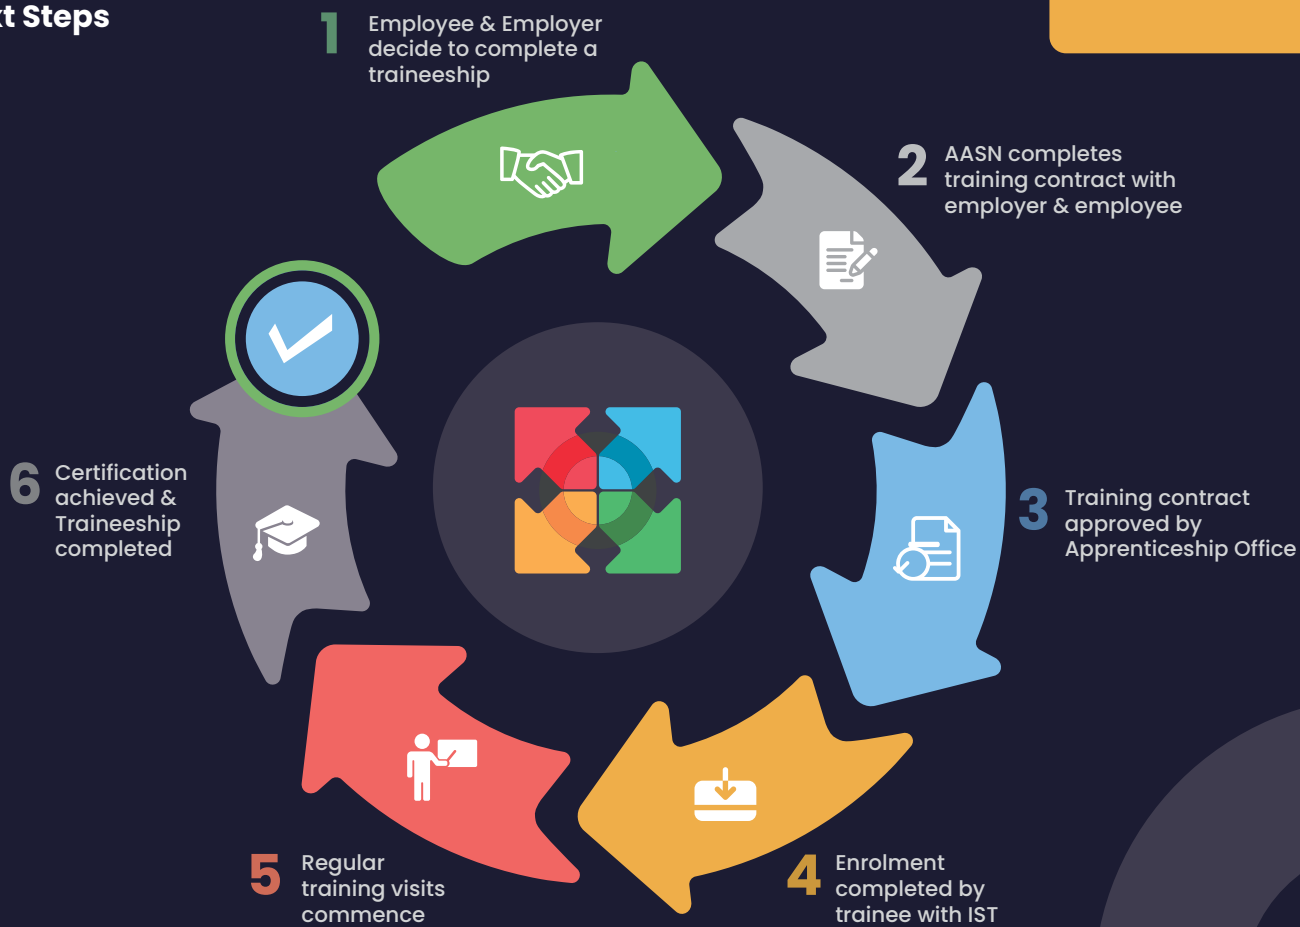 t Steps
1
Employee & Employer
decide to complete a
traineeship
2
AASN completes
training contract with
employer & employee
3
Training contract
approved by
Apprenticeship Office
4
Enrolment
completed by
trainee with IST
5
Regular
training visits
commence
6
Certification
achieved &
Traineeship
completed